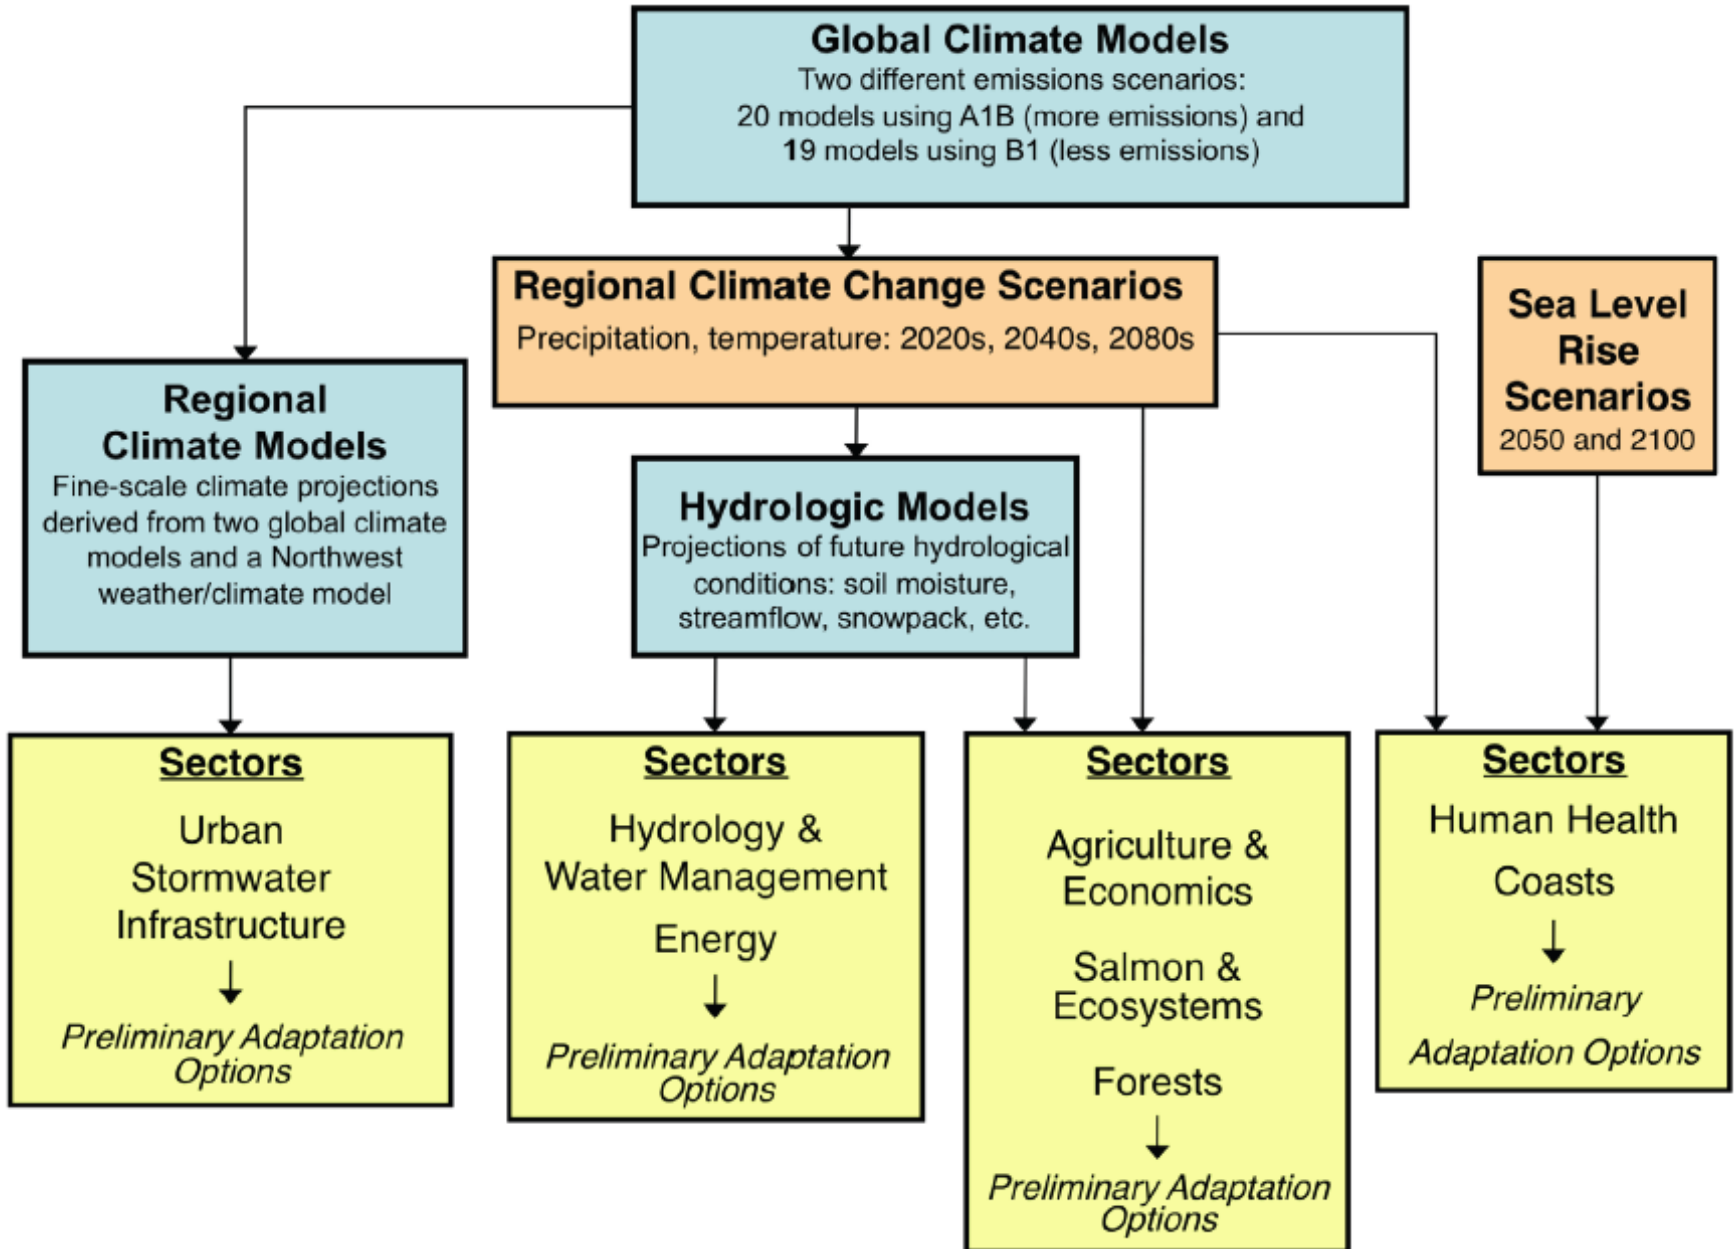 Global Climate Models
Two different emissions scenarios:
20 models using A1B (more emissions) and
19 models using B1 (less emissions)
Regional Climate Change Scenarios
Precipitation, temperature: 2020s, 2040s, 2080s
Sea Level
Rise
Scenarios
2050 and 2100
Regional
Climate Models
Fine-scale climate projections
derived from two global climate
models and a Northwest
weather/climate model
Hydrologic Models
Projections of future hydrological
conditions: soil moisture,
streamflow, snowpack, etc.
Sectors
Urban
Stormwater
Infrastructure
Preliminary Adaptation
Options
Sectors
Hydrology &
Water Management
Energy
Preliminary Adaptation
Options
Sectors
Agriculture &
Economics
Salmon &
Ecosystems
Forests
Preliminary Adaptation
Options
Sectors
Human Health
Coasts
Preliminary
Adaptation Options